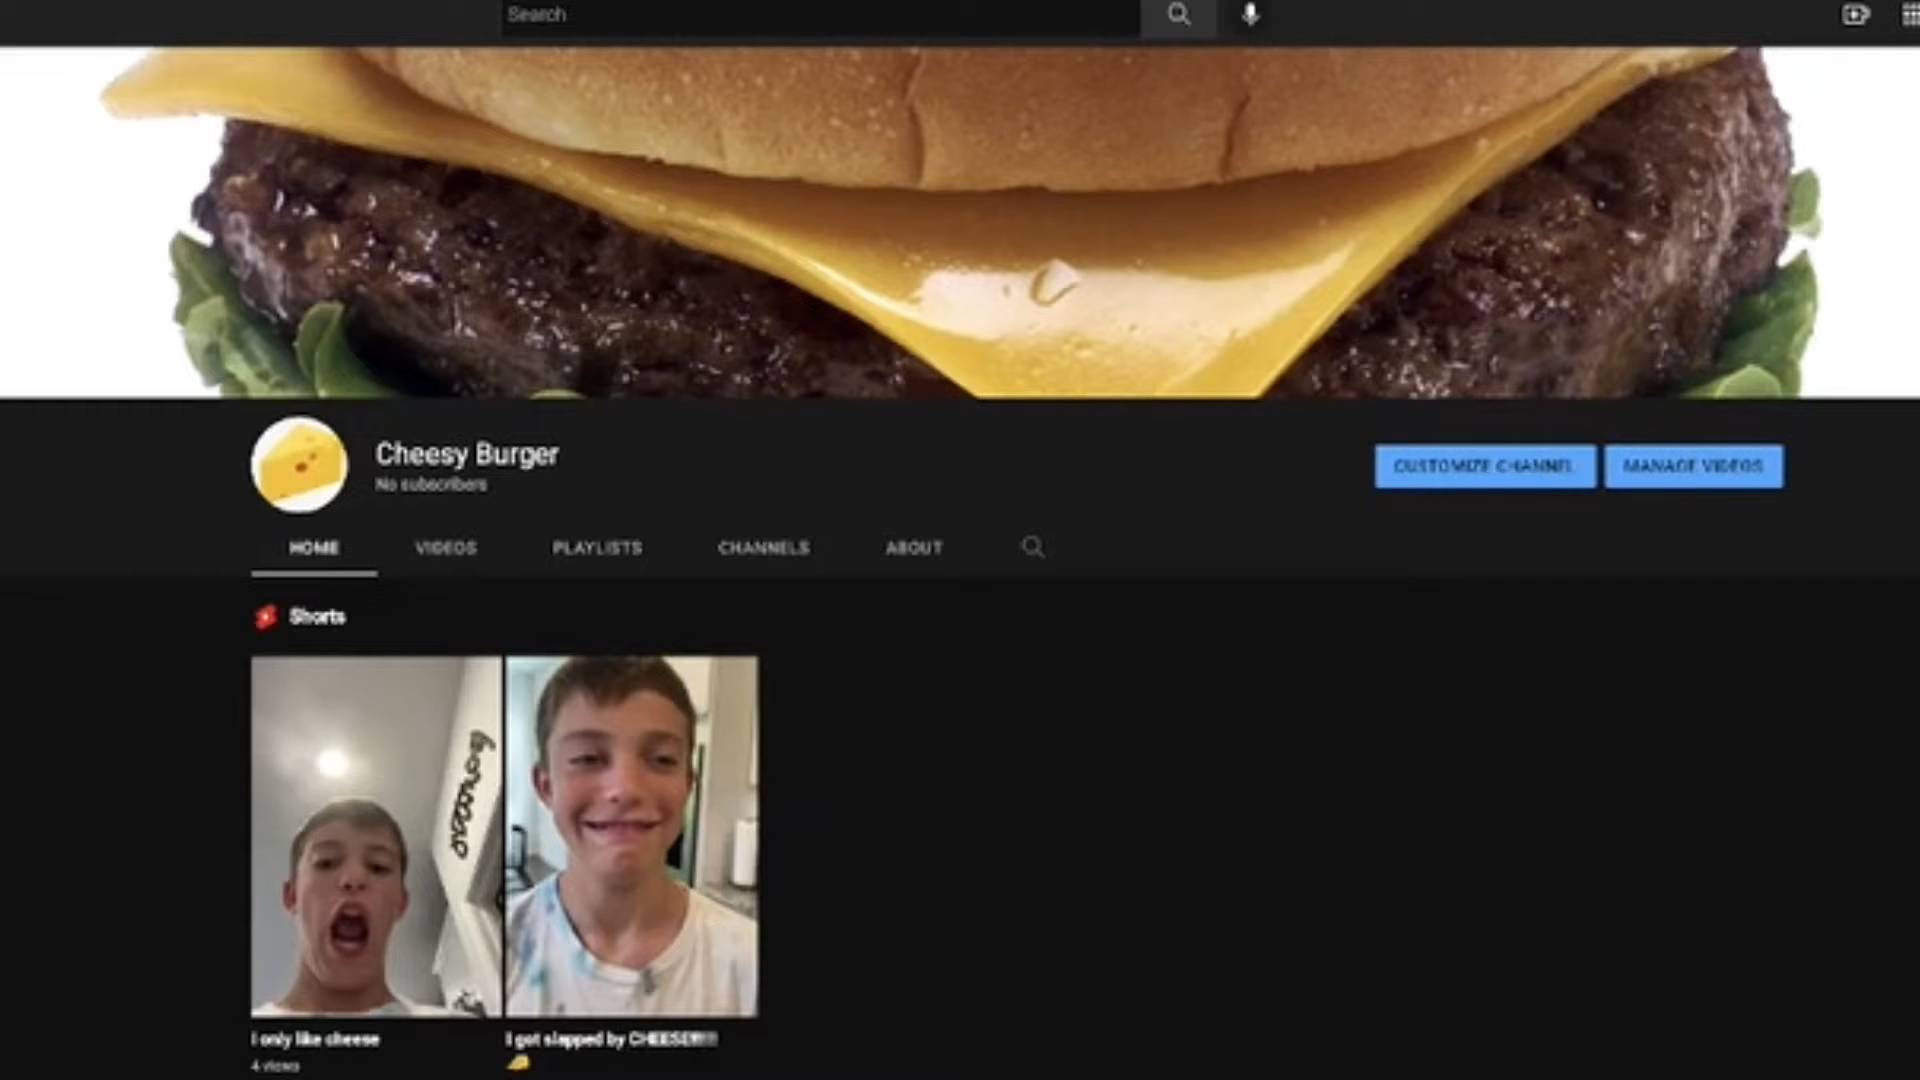 Search
Cheesy Burger
No subscribers
CUSTOMIZE CHANNEL
MANAGE VIDEOS
HOME
VIDEOS
PLAYLISTS
CHANNELS
ABOUT
Shorts
I only like cheese
4 views
I got slapped by CHEESE!!!!! 🧀